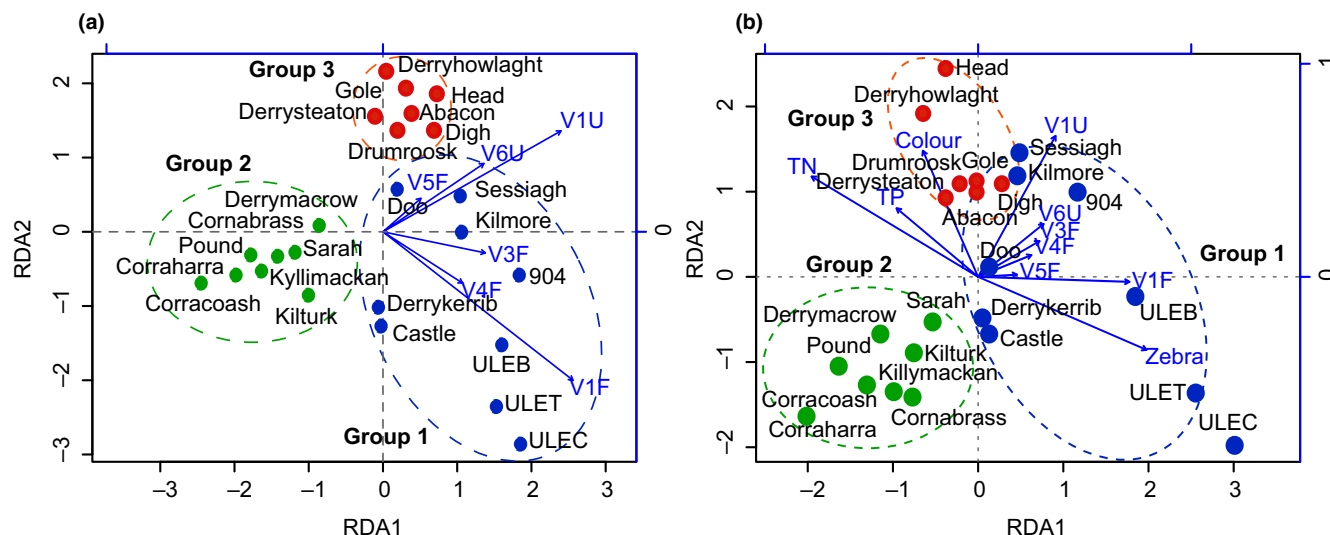 (a)
Group 3
Derryhowlaght
Gole
Head
Derrysteaton
Abacon
Digh
Drumroosk
V1U
V6U
Group 2
V5F
Doo
Sessiagh
Derrymacrow
Cornabrass
Kilmore
Pound
Sarah
V3F
Corraharra
Kyllimackan
904
V4F
Corracoash
Kilturk
Derrykerrib
Castle
ULEB
V1F
ULET
Group 1
ULEC
2
1
0
–1
–2
–3
0
–3
–2
–1
0
1
2
3
RDA2
RDA1
(b)
Head
Derryhowlaght
Group 3
V1U
Colour
Sessiagh
TN
Drumroosk
Gole
Kilmore
Derrysteaton
TP
Digh
904
Abacon
V6U
V3F
Doo
V4F
Group 1
Group 2
V5F
V1F
Sarah
Derrykerrib
ULEB
Derrymacrow
Castle
Pound
Kilturk
Zebra
Killymackan
Corracoash
ULET
Cornabrass
Corraharra
ULEC
2
1
0
–1
–2
1
0
–2
–1
0
1
2
3
RDA2
RDA1